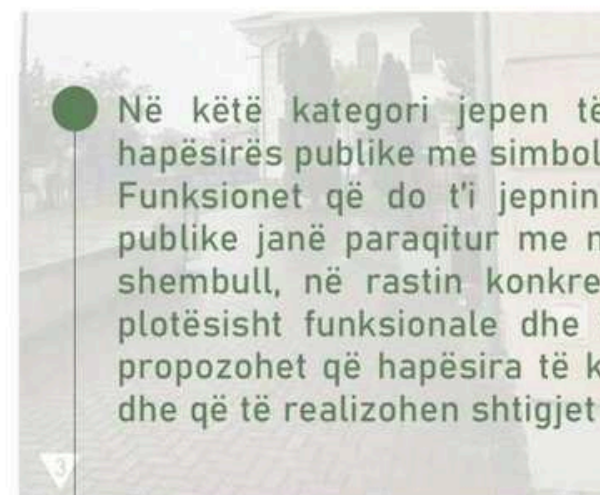 Në këtë kategori jepen të
hapësirës publike me simbol
Funksionet që do t'i jepnin
publike janë paraqitur me
shembull, në rastin konkre
plotësisht funksionale dhe
propozohet që hapësira të
dhe që të realizohen shtigjet
3